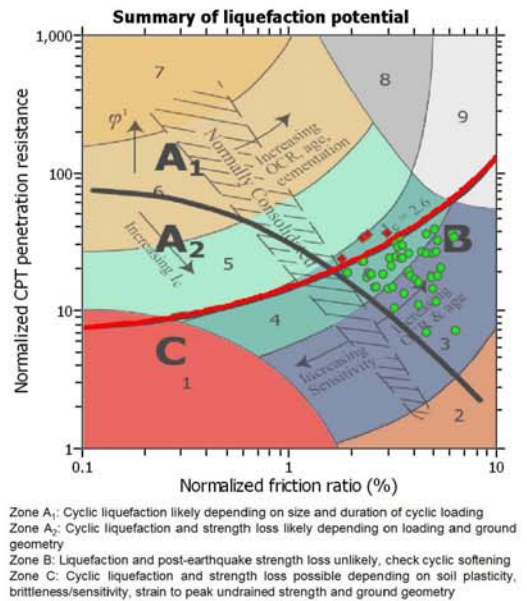 Summary of liquefaction potential
Normalized CPT penetration resistance
1,000
100
10
1
0.1
1
10
Normalized friction ratio (%)
7
8
9
φ'
A1
6
A2
5
4
B
C
1
3
2
Normally Consolidated
Increasing
OCR, age,
cementation
Increasing Ic
Ic = 2.6
Increasing
OCR & age
Increasing
Sensitivity
Zone A1: Cyclic liquefaction likely depending on size and duration of cyclic loading
Zone A2: Cyclic liquefaction and strength loss likely depending on loading and ground
geometry
Zone B: Liquefaction and post-earthquake strength loss unlikely, check cyclic softening
Zone C: Cyclic liquefaction and strength loss possible depending on soil plasticity,
brittleness/sensitivity, strain to peak undrained strength and ground geometry